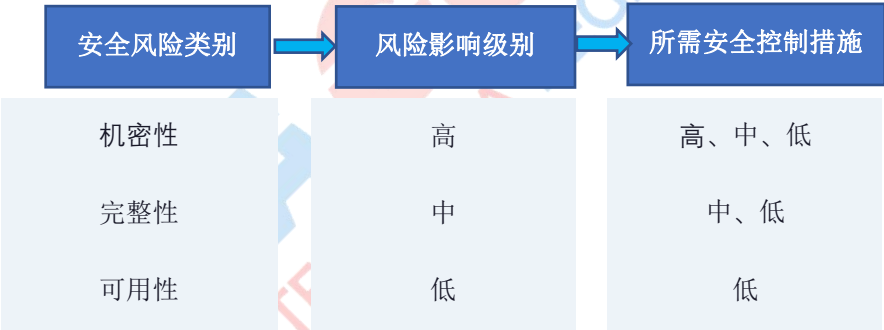 安全风险类别 风险影响级别 所需安全控制措施
机密性 高 高、中、低
完整性 中 中、低
可用性 低 低